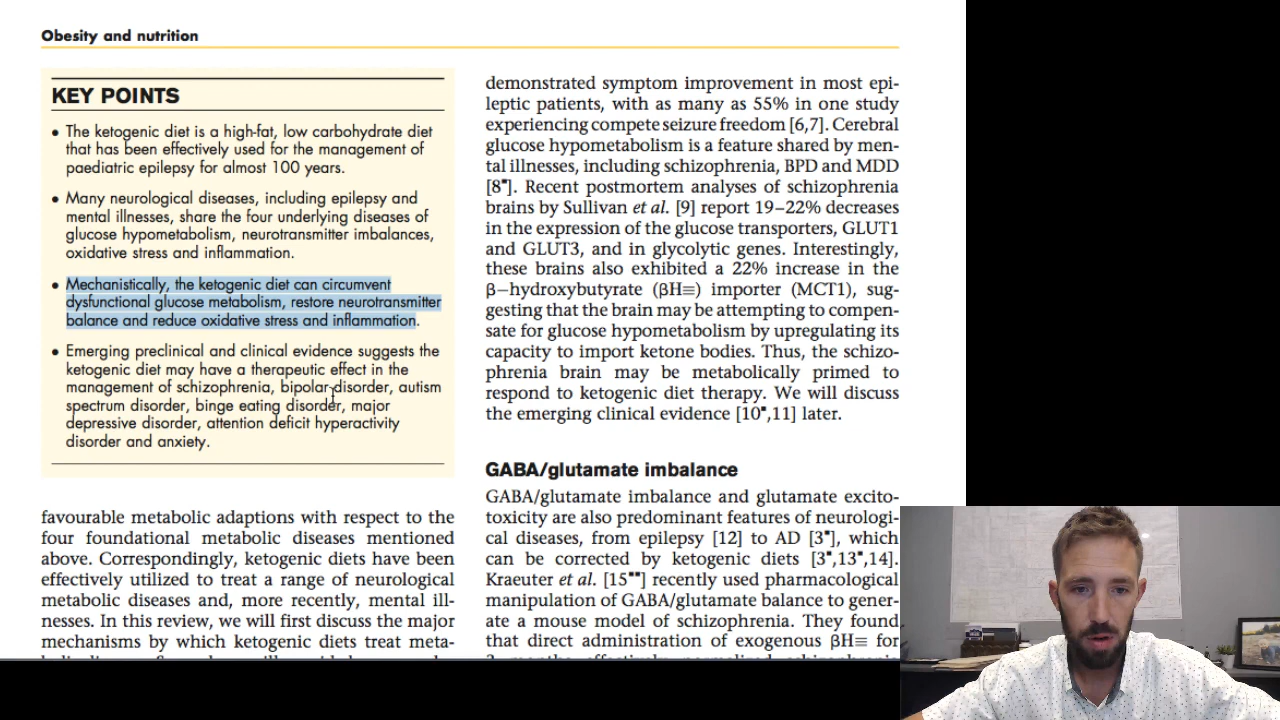 Obesity and nutrition
KEY POINTS
• The ketogenic diet is a high-fat, low carbohydrate diet
that has been effectively used for the management of
paediatric epilepsy for almost 100 years.
• Many neurological diseases, including epilepsy and
mental illnesses, share the four underlying diseases of
glucose hypometabolism, neurotransmitter imbalances,
oxidative stress and inflammation.
• Mechanistically, the ketogenic diet can circumvent
dysfunctional glucose metabolism, restore neurotransmitter
balance and reduce oxidative stress and inflammation.
• Emerging preclinical and clinical evidence suggests the
ketogenic diet may have a therapeutic effect in the
management of schizophrenia, bipolar disorder, autism
spectrum disorder, binge eating disorder, major
depressive disorder, attention deficit hyperactivity
disorder and anxiety.
favourable metabolic adaptions with respect to the
four foundational metabolic diseases mentioned
above. Correspondingly, ketogenic diets have been
effectively utilized to treat a range of neurological
metabolic diseases and, more recently, mental ill-
nesses. In this review, we will first discuss the major
mechanisms by which ketogenic diets treat meta-
demonstrated symptom improvement in most epi-
leptic patients, with as many as 55% in one study
experiencing compete seizure freedom [6,7]. Cerebral
glucose hypometabolism is a feature shared by men-
tal illnesses, including schizophrenia, BPD and MDD
[8▪]. Recent postmortem analyses of schizophrenia
brains by Sullivan et al. [9] report 19–22% decreases
in the expression of the glucose transporters, GLUT1
and GLUT3, and in glycolytic genes. Interestingly,
these brains also exhibited a 22% increase in the
β−hydroxybutyrate (βH≡) importer (MCT1), sug-
gesting that the brain may be attempting to compen-
sate for glucose hypometabolism by upregulating its
capacity to import ketone bodies. Thus, the schizo-
phrenia brain may be metabolically primed to
respond to ketogenic diet therapy. We will discuss
the emerging clinical evidence [10▪,11] later.
GABA/glutamate imbalance
GABA/glutamate imbalance and glutamate excito-
toxicity are also predominant features of neurologi-
cal diseases, from epilepsy [12] to AD [3▪], which
can be corrected by ketogenic diets [3▪,13▪,14].
Kraeuter et al. [15▪▪] recently used pharmacological
manipulation of GABA/glutamate balance to gener-
ate a mouse model of schizophrenia. They found
that direct administration of exogenous βH≡ for